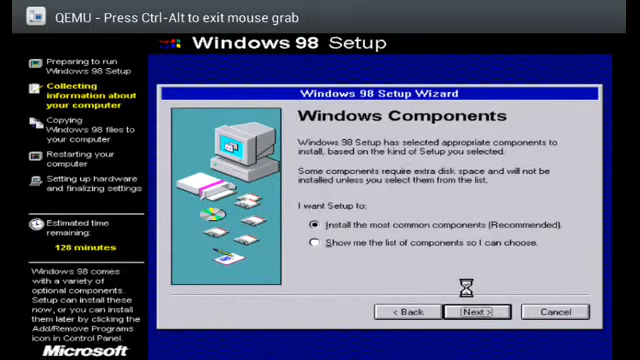 QEMU - Press Ctrl-Alt to exit mouse grab
Windows 98 Setup
Preparing to run
Windows 98 Setup
Collecting
information about
your computer
Copying
Windows 98 files to
your computer
Restarting your
computer
Setting up hardware
and finalizing settings
Estimated time
remaining:
128 minutes
Windows 98 comes
with a variety of
optional components.
Setup can install these
now, or you can install
them later by clicking the
Add/Remove Programs
icon in Control Panel.
Microsoft
Windows 98 Setup Wizard
Windows Components
Windows 98 Setup has selected appropriate components to
install, based on the kind of Setup you selected.
Some components require extra disk space and will not be
installed unless you select them from the list.
I want Setup to:
Install the most common components (Recommended).
Show me the list of components so I can choose.
< Back
Next >
Cancel